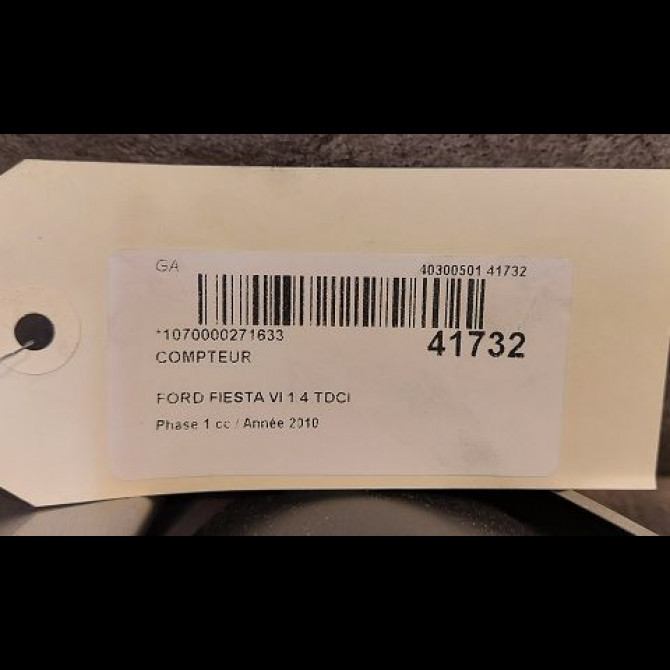 GA 40300501 41732
*1070000271633 41732
COMPTEUR
FORD FIESTA VI 1 4 TDCI
Phase 1 cc / Année 2010